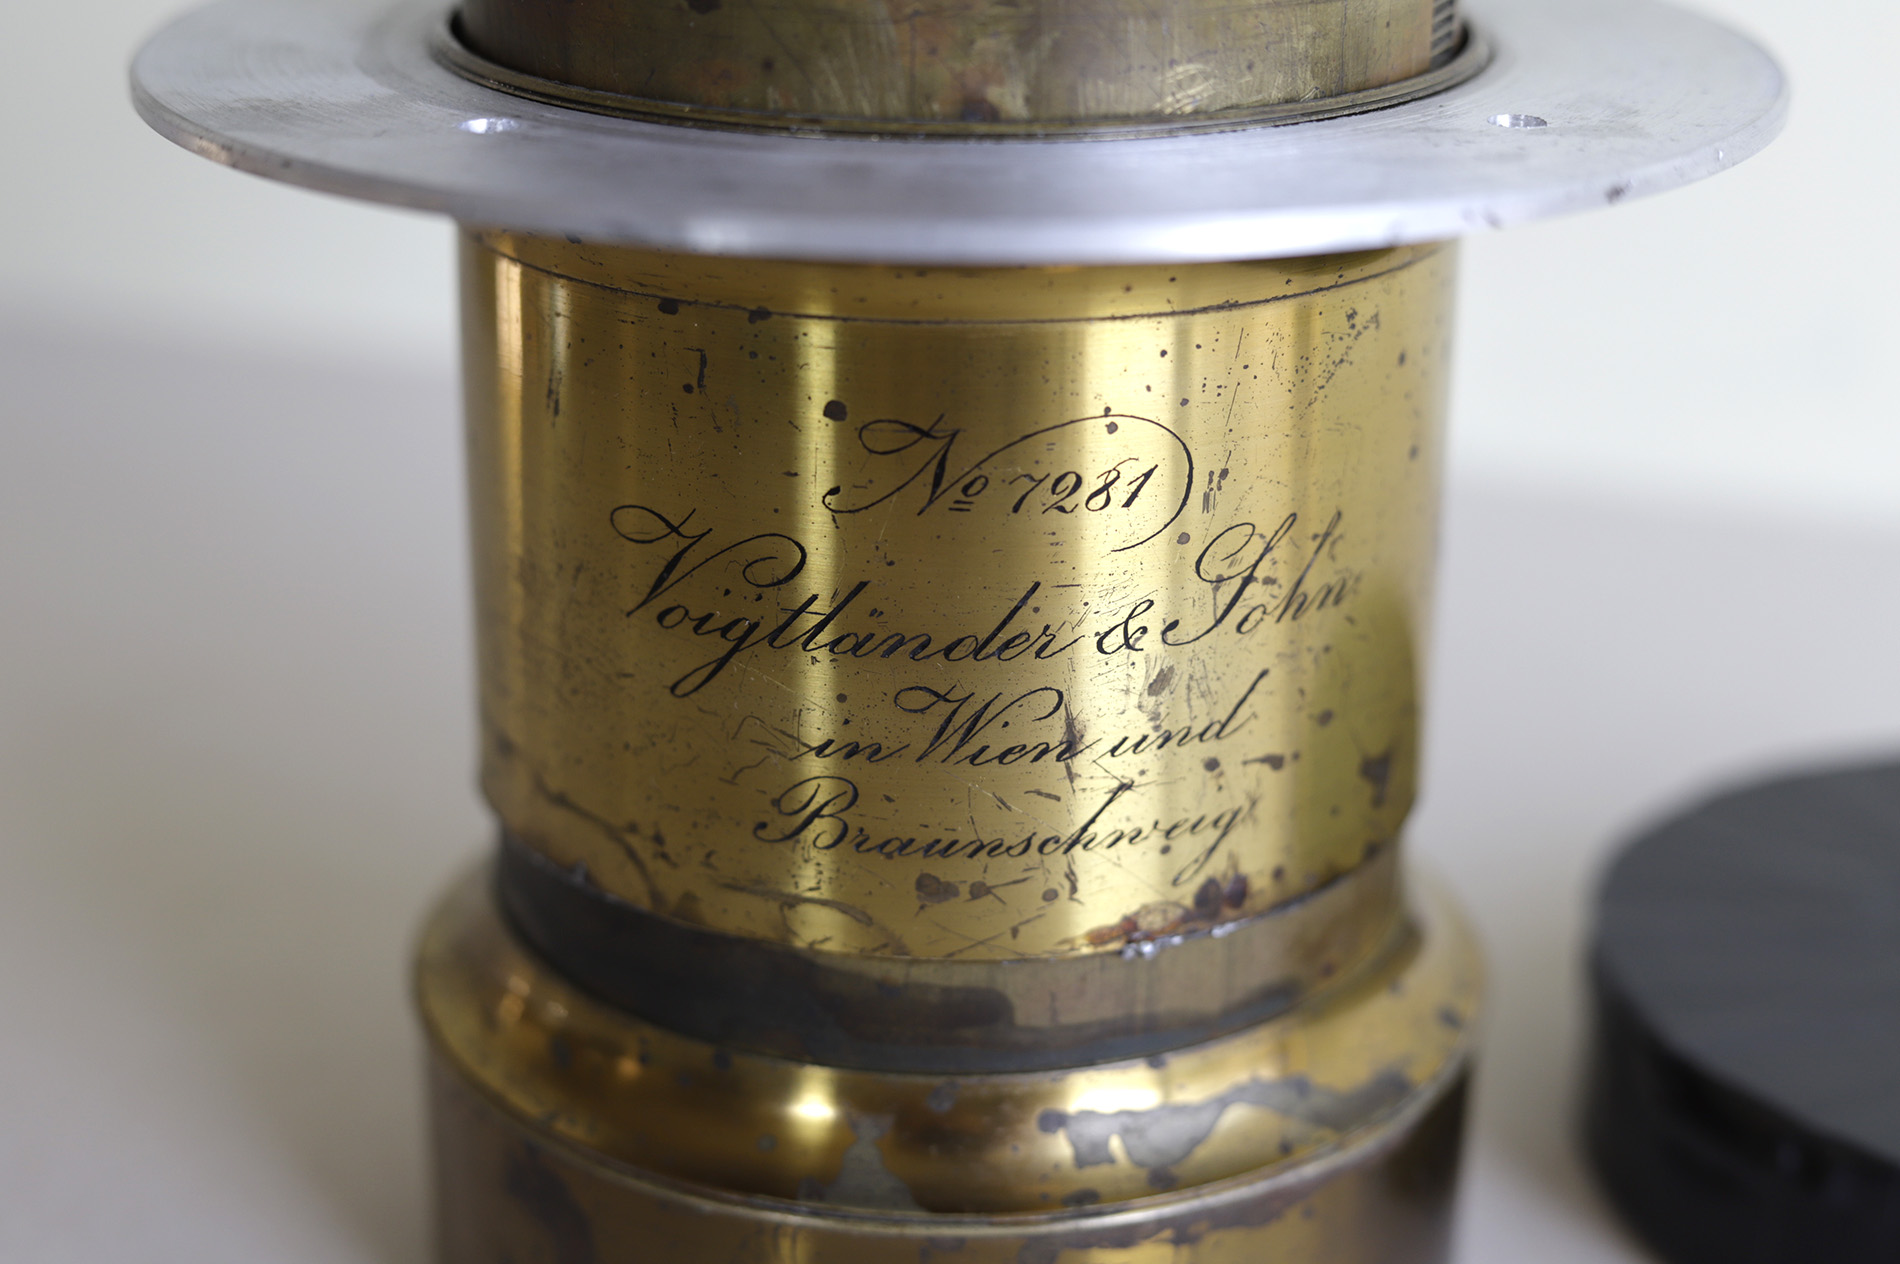 Nº 7281
Voigtländer & Sohn
in Wien und
Braunschweig